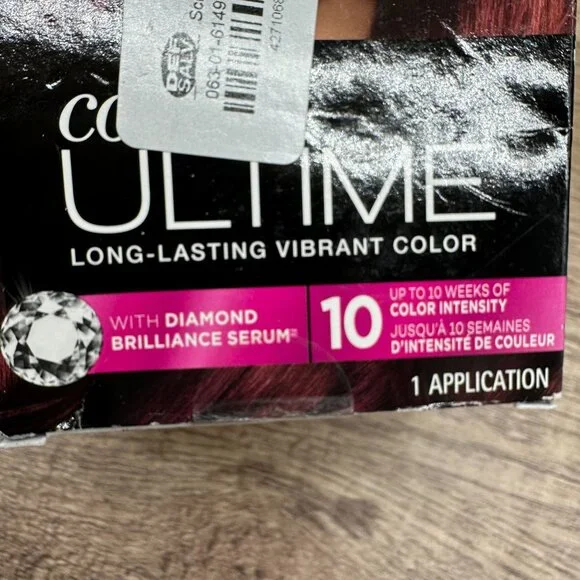 ULTIME
LONG-LASTING VIBRANT COLOR
WITH DIAMOND
BRILLIANCE SERUM
10
UP TO 10 WEEKS OF
COLOR INTENSITY
JUSQU'À 10 SEMAINES
D'INTENSITÉ DE COULEUR
1 APPLICATION